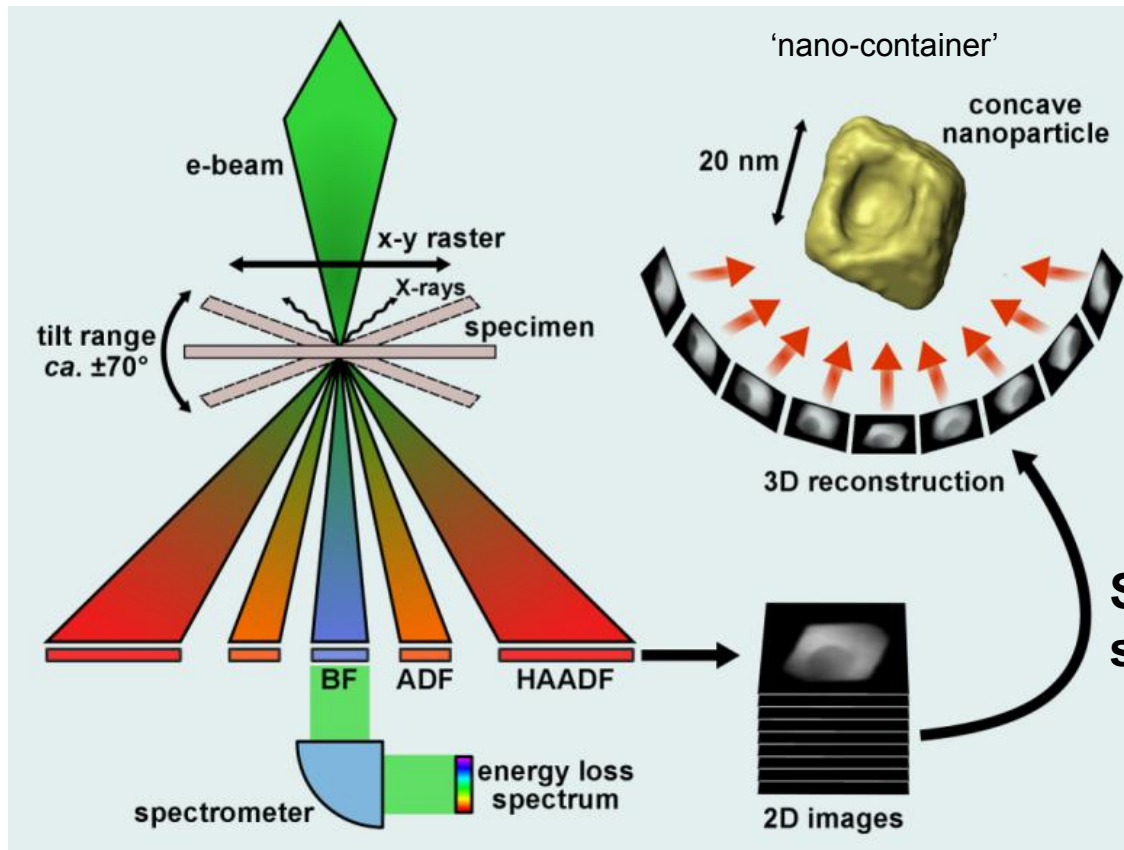 ‘nano-container’
concave
nanoparticle
20 nm
e-beam
x-y raster
X-rays
specimen
tilt range
ca. ±70°
3D reconstruction
BF
ADF
HAADF
spectrometer
energy loss
spectrum
2D images